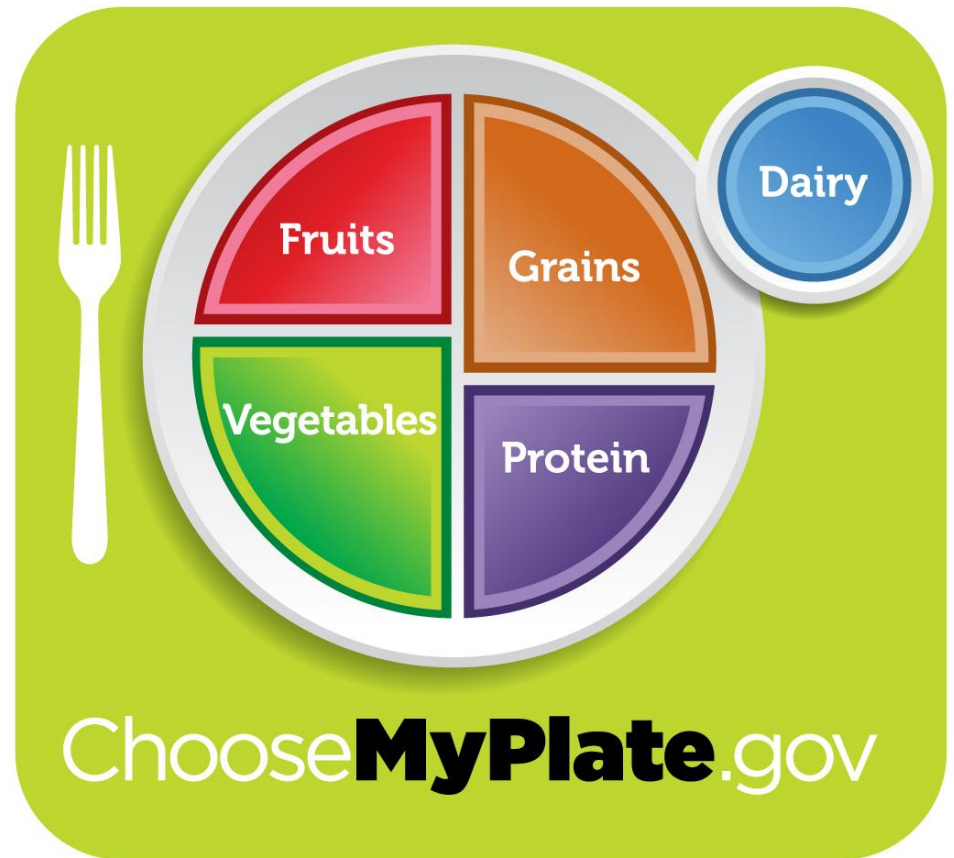 Dairy
Fruits
Grains
Vegetables
Protein
ChooseMyPlate.gov